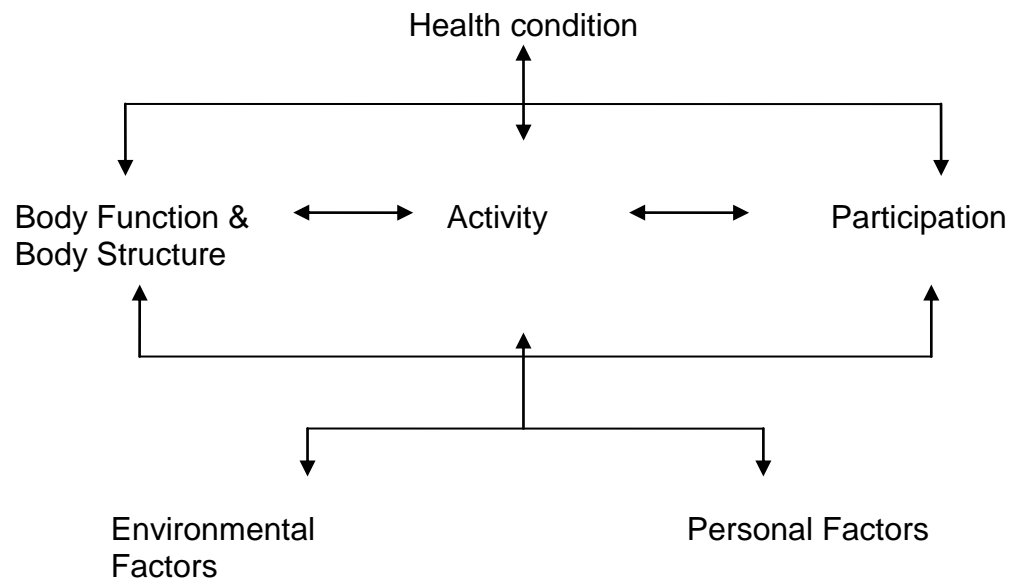 Health condition
Body Function &
Body Structure
Activity
Participation
Environmental
Factors
Personal Factors